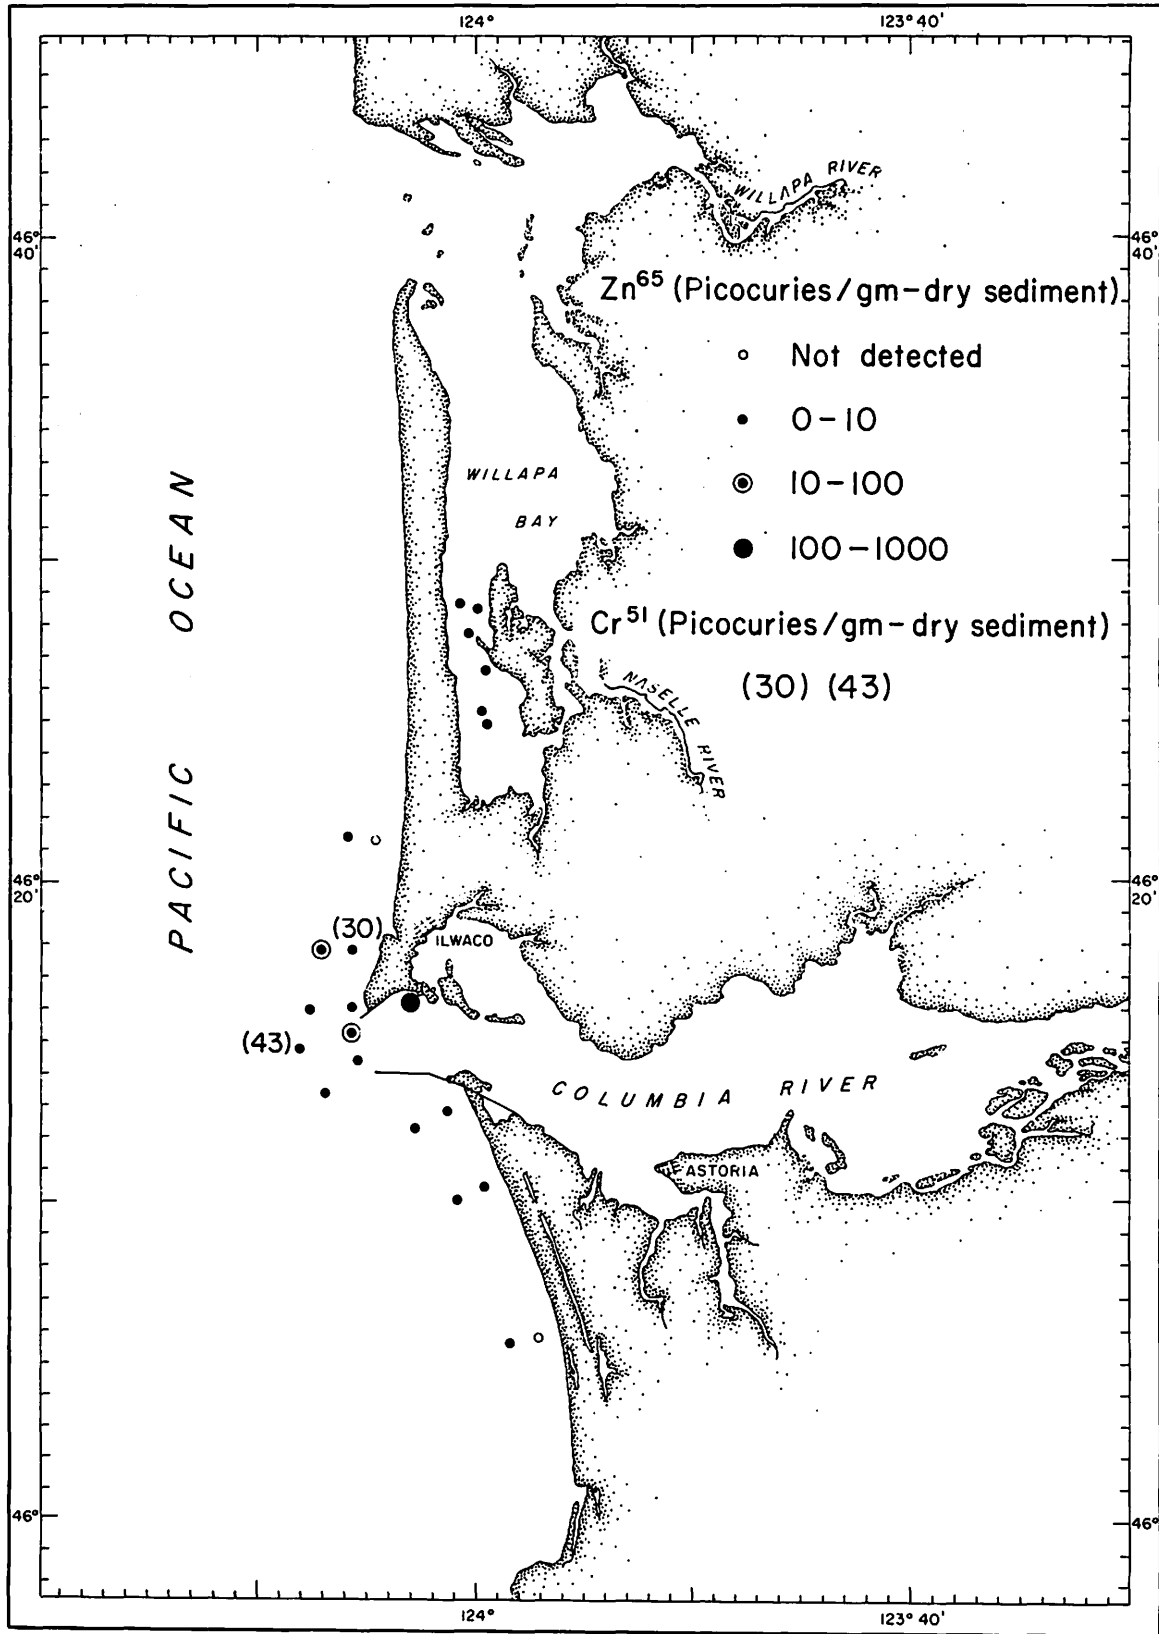 124°
123° 40'
WILLAPA RIVER
46°
40'
46°
40'
Zn65 (Picocuries/gm-dry sediment)
Not detected
0-10
10-100
100-1000
WILLAPA
BAY
PACIFIC OCEAN
Cr51 (Picocuries/gm-dry sediment)
(30) (43)
NASELLE RIVER
46°
20'
46°
20'
(30)
ILWACO
(43)
COLUMBIA RIVER
ASTORIA
46°
46°
124°
123° 40'